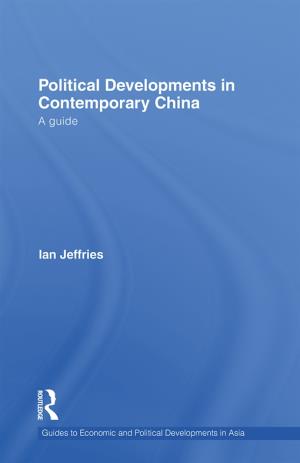 Political Developments in
Contemporary China
A guide
Ian Jeffries
ROUTLEDGE
Guides to Economic and Political Developments in Asia